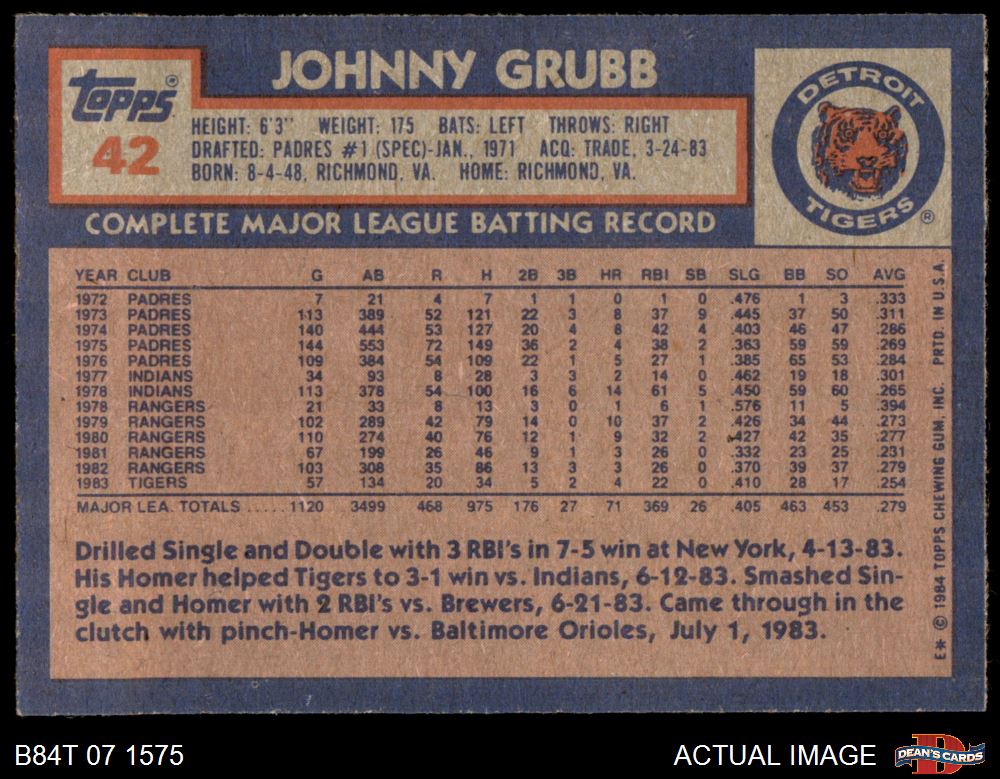 JOHNNY GRUBB
Topps®
42
HEIGHT: 6'3" WEIGHT: 175 BATS: LEFT THROWS: RIGHT
DRAFTED: PADRES #1 (SPEC)-JAN., 1971 ACQ: TRADE, 3-24-83
BORN: 8-4-48, RICHMOND, VA. HOME: RICHMOND, VA.
DETROIT
TIGERS®
COMPLETE MAJOR LEAGUE BATTING RECORD
YEAR CLUB G AB R H 2B 3B HR RBI SB SLG BB SO AVG
1972 PADRES 7 21 4 7 1 1 0 1 0 .476 1 3 .333
1973 PADRES 113 389 52 121 22 3 8 37 9 .445 37 50 .311
1974 PADRES 140 444 53 127 20 4 8 42 4 .403 46 47 .286
1975 PADRES 144 553 72 149 36 2 4 38 2 .363 59 59 .269
1976 PADRES 109 384 54 109 22 1 5 27 1 .385 65 53 .284
1977 INDIANS 34 93 8 28 3 3 2 14 0 .462 19 18 .301
1978 INDIANS 113 378 54 100 16 6 14 61 5 .450 59 60 .265
1978 RANGERS 21 33 8 13 3 0 1 6 1 .576 11 5 .394
1979 RANGERS 102 289 42 79 14 0 10 37 2 .426 34 44 .273
1980 RANGERS 110 274 40 76 12 1 9 32 2 .427 42 35 .277
1981 RANGERS 67 199 26 46 9 1 3 26 0 .332 23 25 .231
1982 RANGERS 103 308 35 86 13 3 3 26 0 .370 39 37 .279
1983 TIGERS 57 134 20 34 5 2 4 22 0 .410 28 17 .254
MAJOR LEA. TOTALS ..... 1120 3499 468 975 176 27 71 369 26 .405 463 453 .279
Drilled Single and Double with 3 RBI's in 7-5 win at New York, 4-13-83.
His Homer helped Tigers to 3-1 win vs. Indians, 6-12-83. Smashed Sin-
gle and Homer with 2 RBI's vs. Brewers, 6-21-83. Came through in the
clutch with pinch-Homer vs. Baltimore Orioles, July 1, 1983.
E* © 1984 TOPPS CHEWING GUM, INC. PRTD. IN U.S.A.
B84T 07 1575
ACTUAL IMAGE
D
DEAN'S CARDS